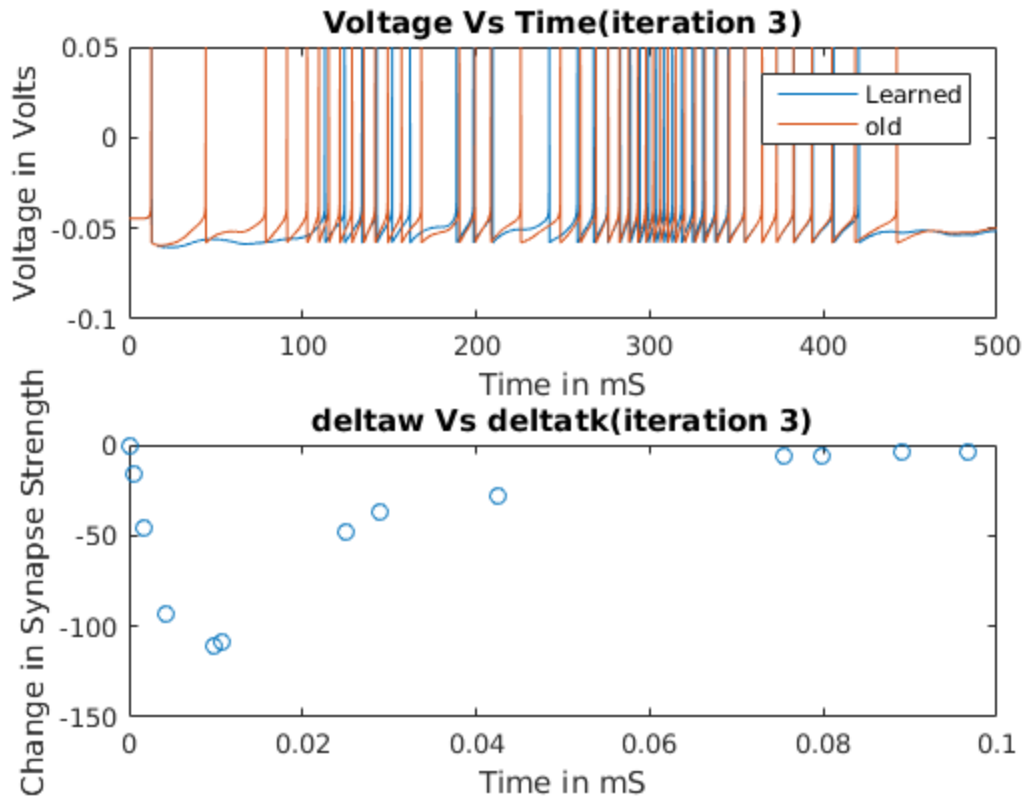 Voltage Vs Time(iteration 3)
Voltage in Volts
0.05
0
-0.05
-0.1
Learned
old
0 100 200 300 400 500
Time in mS
deltaw Vs deltatk(iteration 3)
Change in Synapse Strength
0
-50
-100
-150
0 0.02 0.04 0.06 0.08 0.1
Time in mS